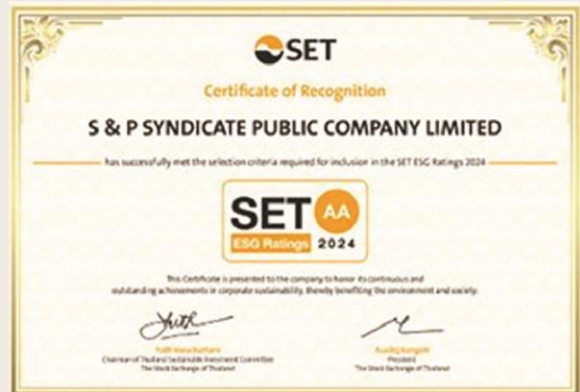 SET
Certificate of Recognition
S & P SYNDICATE PUBLIC COMPANY LIMITED
has successfully met the selection criteria required for inclusion in the SET ESG Ratings 2024
SET AA
ESG Ratings 2024
This Certificate is presented to the company to honor its continuous and
outstanding achievements in corporate sustainability, thereby benefiting the environment and society.
Chairman of Thailand Sustainable Investment Committee
The Stock Exchange of Thailand
President
The Stock Exchange of Thailand